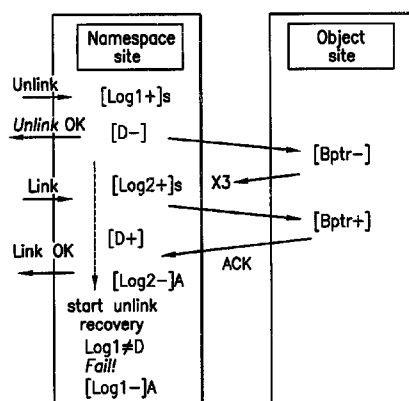 Namespace site
Object site
Unlink
[Log1+]s
Unlink OK
[D-]
[Bptr-]
X3
Link
[Log2+]s
[Bptr+]
[D+]
Link OK
ACK
[Log2-]A
start unlink
recovery
Log1≠D
Fail!
[Log1-]A